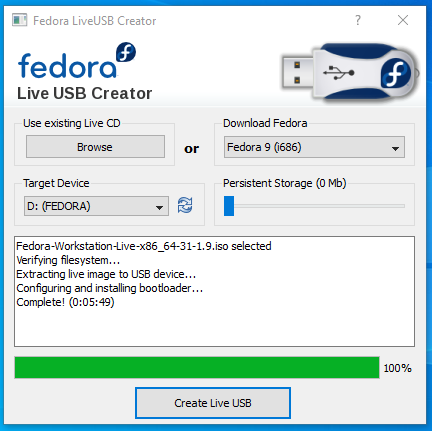 Fedora LiveUSB Creator
?
fedora
Live USB Creator
Use existing Live CD
Browse
or
Download Fedora
Fedora 9 (i686)
Target Device
D: (FEDORA)
Persistent Storage (0 Mb)
Fedora-Workstation-Live-x86_64-31-1.9.iso selected
Verifying filesystem...
Extracting live image to USB device...
Configuring and installing bootloader...
Complete! (0:05:49)
100%
Create Live USB